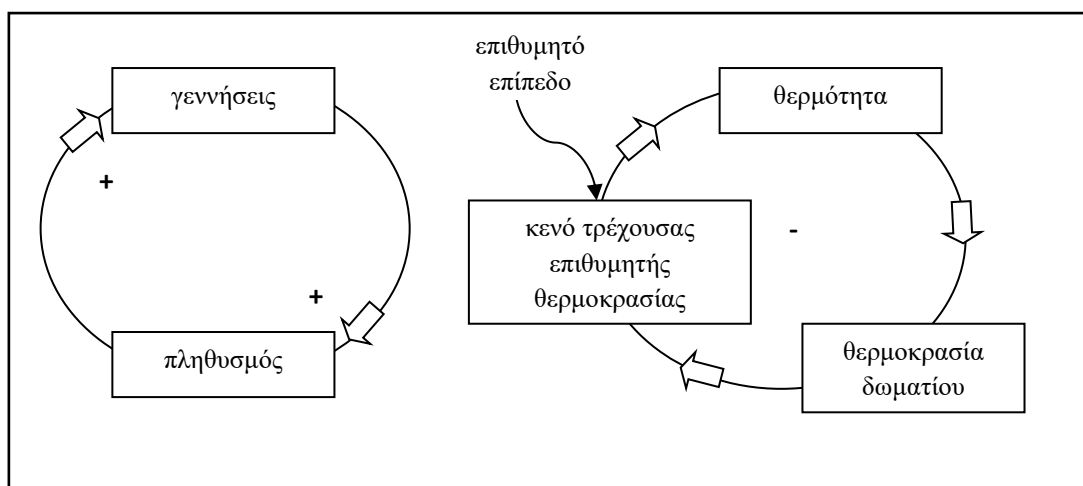 γεννήσεις
+
+
πληθυσμός
επιθυμητό
επίπεδο
θερμότητα
κενό τρέχουσας
επιθυμητής
θερμοκρασίας
-
θερμοκρασία
δωματίου